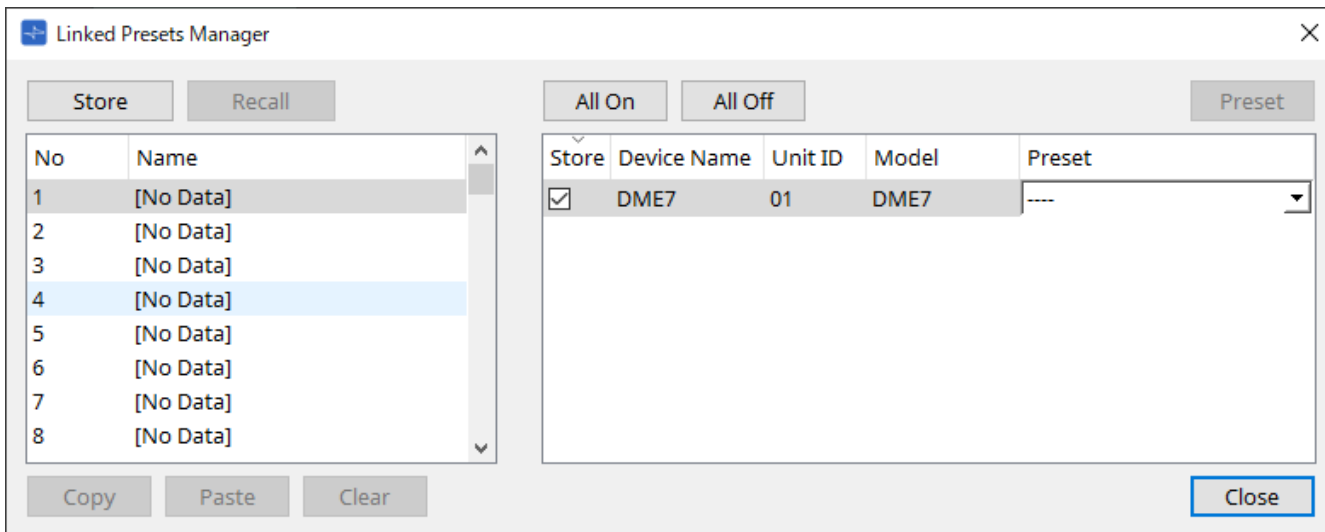 Linked Presets Manager
Store Recall All On All Off Preset
No Name
1 [No Data]
2 [No Data]
3 [No Data]
4 [No Data]
5 [No Data]
6 [No Data]
7 [No Data]
8 [No Data]
Store Device Name Unit ID Model Preset
DME7 01 DME7 ----
Copy Paste Clear Close